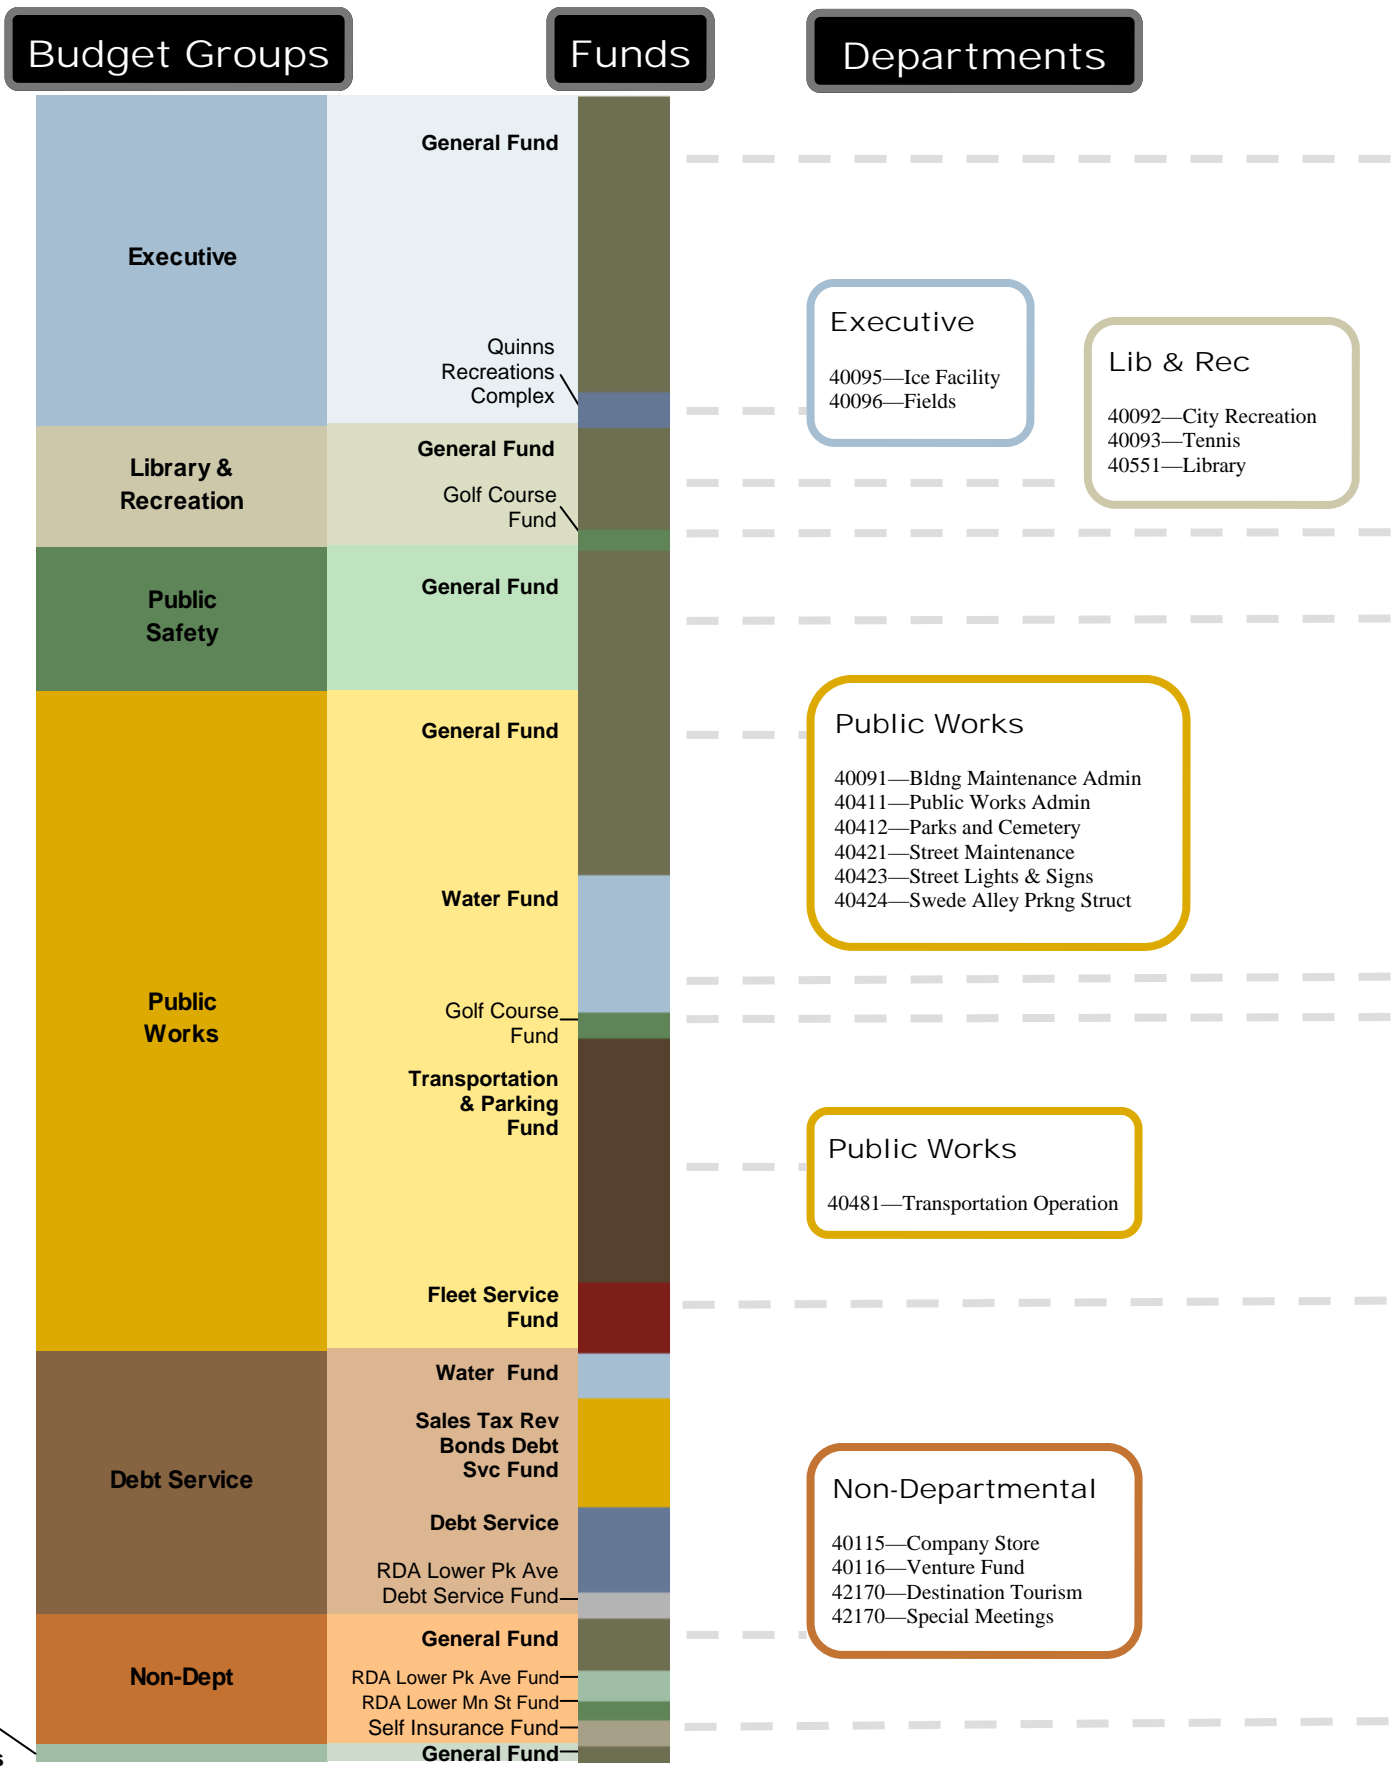 Budget Groups
Funds
Departments
General Fund
Executive
Quinns
Recreations
Complex
Executive
40095—Ice Facility
40096—Fields
Lib & Rec
40092—City Recreation
40093—Tennis
40551—Library
Library &
Recreation
General Fund
Golf Course
Fund
Public
Safety
General Fund
Public
Works
General Fund
Water Fund
Golf Course
Fund
Transportation
& Parking
Fund
Fleet Service
Fund
Public Works
40091—Bldng Maintenance Admin
40411—Public Works Admin
40412—Parks and Cemetery
40421—Street Maintenance
40423—Street Lights & Signs
40424—Swede Alley Prkng Struct
Public Works
40481—Transportation Operation
Debt Service
Water  Fund
Sales Tax Rev
Bonds Debt
Svc Fund
Debt Service
RDA Lower Pk Ave
Debt Service Fund
Non-Dept
General Fund
RDA Lower Pk Ave Fund
RDA Lower Mn St Fund
Self Insurance Fund
General Fund
Non-Departmental
40115—Company Store
40116—Venture Fund
42170—Destination Tourism
42170—Special Meetings